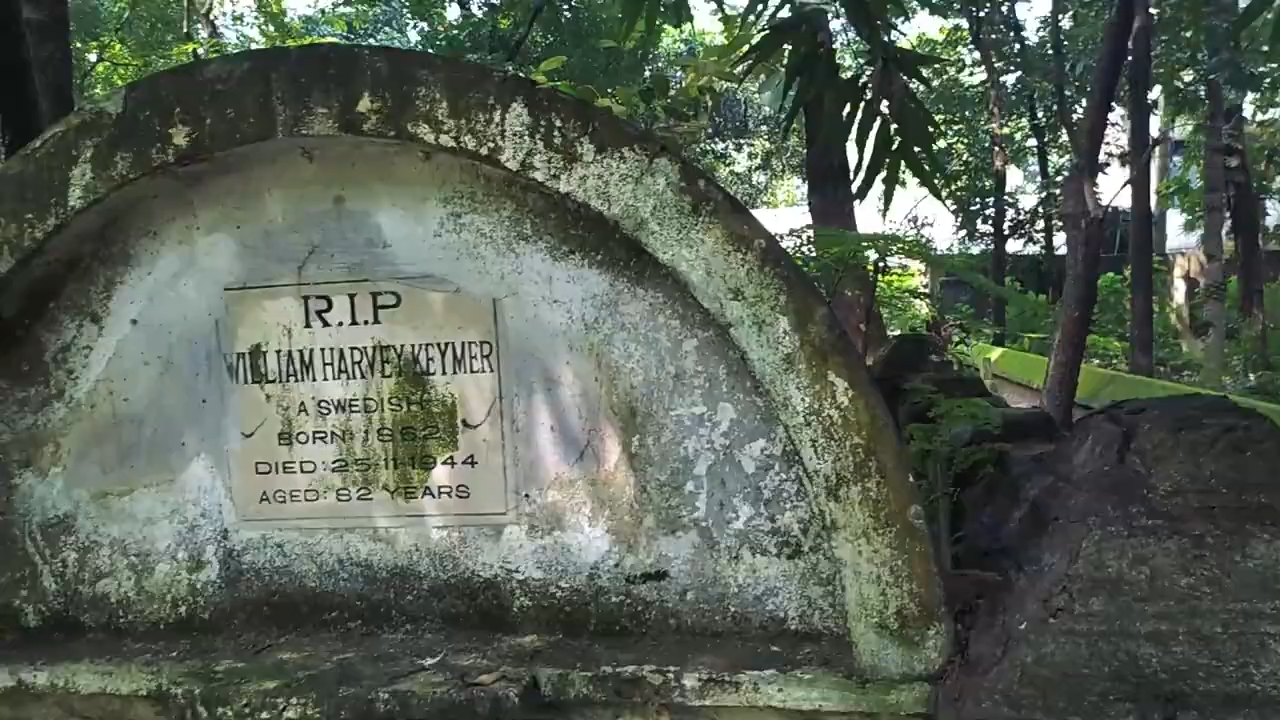 R.I.P
WILLIAM HARVEY KEYMER
A SWEDISH
BORN: 1862
DIED: 25-11-1944
AGED: 82 YEARS